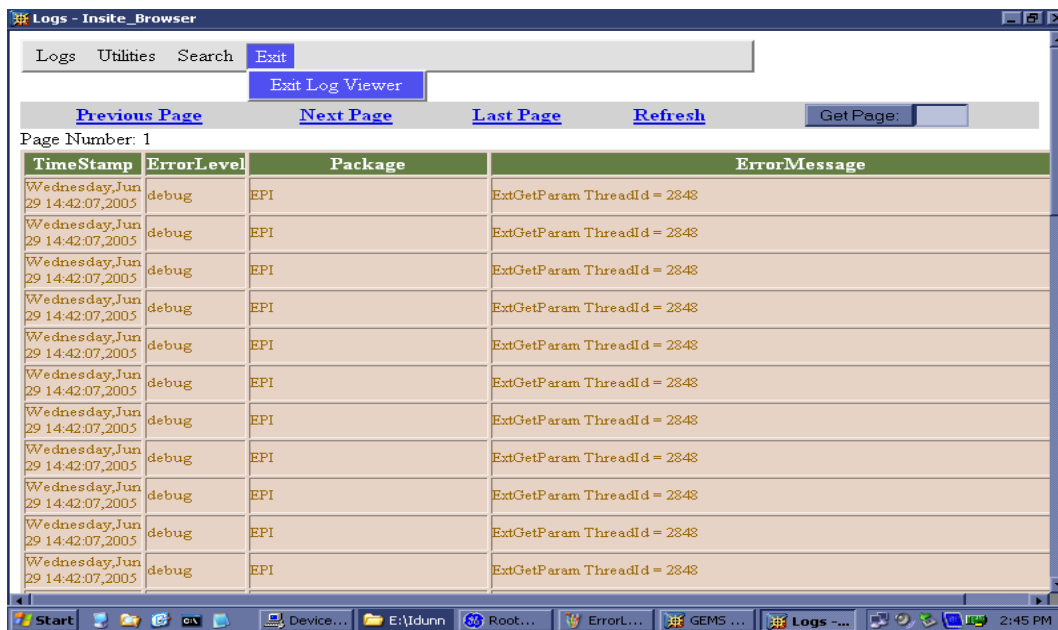 Logs - Insite_Browser
Logs Utilities Search Exit
Exit Log Viewer
Previous Page Next Page Last Page Refresh Get Page:
Page Number: 1
TimeStamp ErrorLevel Package ErrorMessage
Wednesday,Jun
29 14:42:07,2005 debug EPI ExtGetParam ThreadId = 2848
Wednesday,Jun
29 14:42:07,2005 debug EPI ExtGetParam ThreadId = 2848
Wednesday,Jun
29 14:42:07,2005 debug EPI ExtGetParam ThreadId = 2848
Wednesday,Jun
29 14:42:07,2005 debug EPI ExtGetParam ThreadId = 2848
Wednesday,Jun
29 14:42:07,2005 debug EPI ExtGetParam ThreadId = 2848
Wednesday,Jun
29 14:42:07,2005 debug EPI ExtGetParam ThreadId = 2848
Wednesday,Jun
29 14:42:07,2005 debug EPI ExtGetParam ThreadId = 2848
Wednesday,Jun
29 14:42:07,2005 debug EPI ExtGetParam ThreadId = 2848
Wednesday,Jun
29 14:42:07,2005 debug EPI ExtGetParam ThreadId = 2848
Wednesday,Jun
29 14:42:07,2005 debug EPI ExtGetParam ThreadId = 2848
Wednesday,Jun
29 14:42:07,2005 debug EPI ExtGetParam ThreadId = 2848
Start Device... E:\Idunn Root... ErrorL... GEMS ... Logs -... 2:45 PM